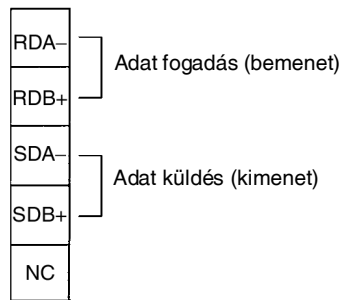 RDA–
Adat fogadás (bemenet)
RDB+
SDA–
Adat küldés (kimenet)
SDB+
NC